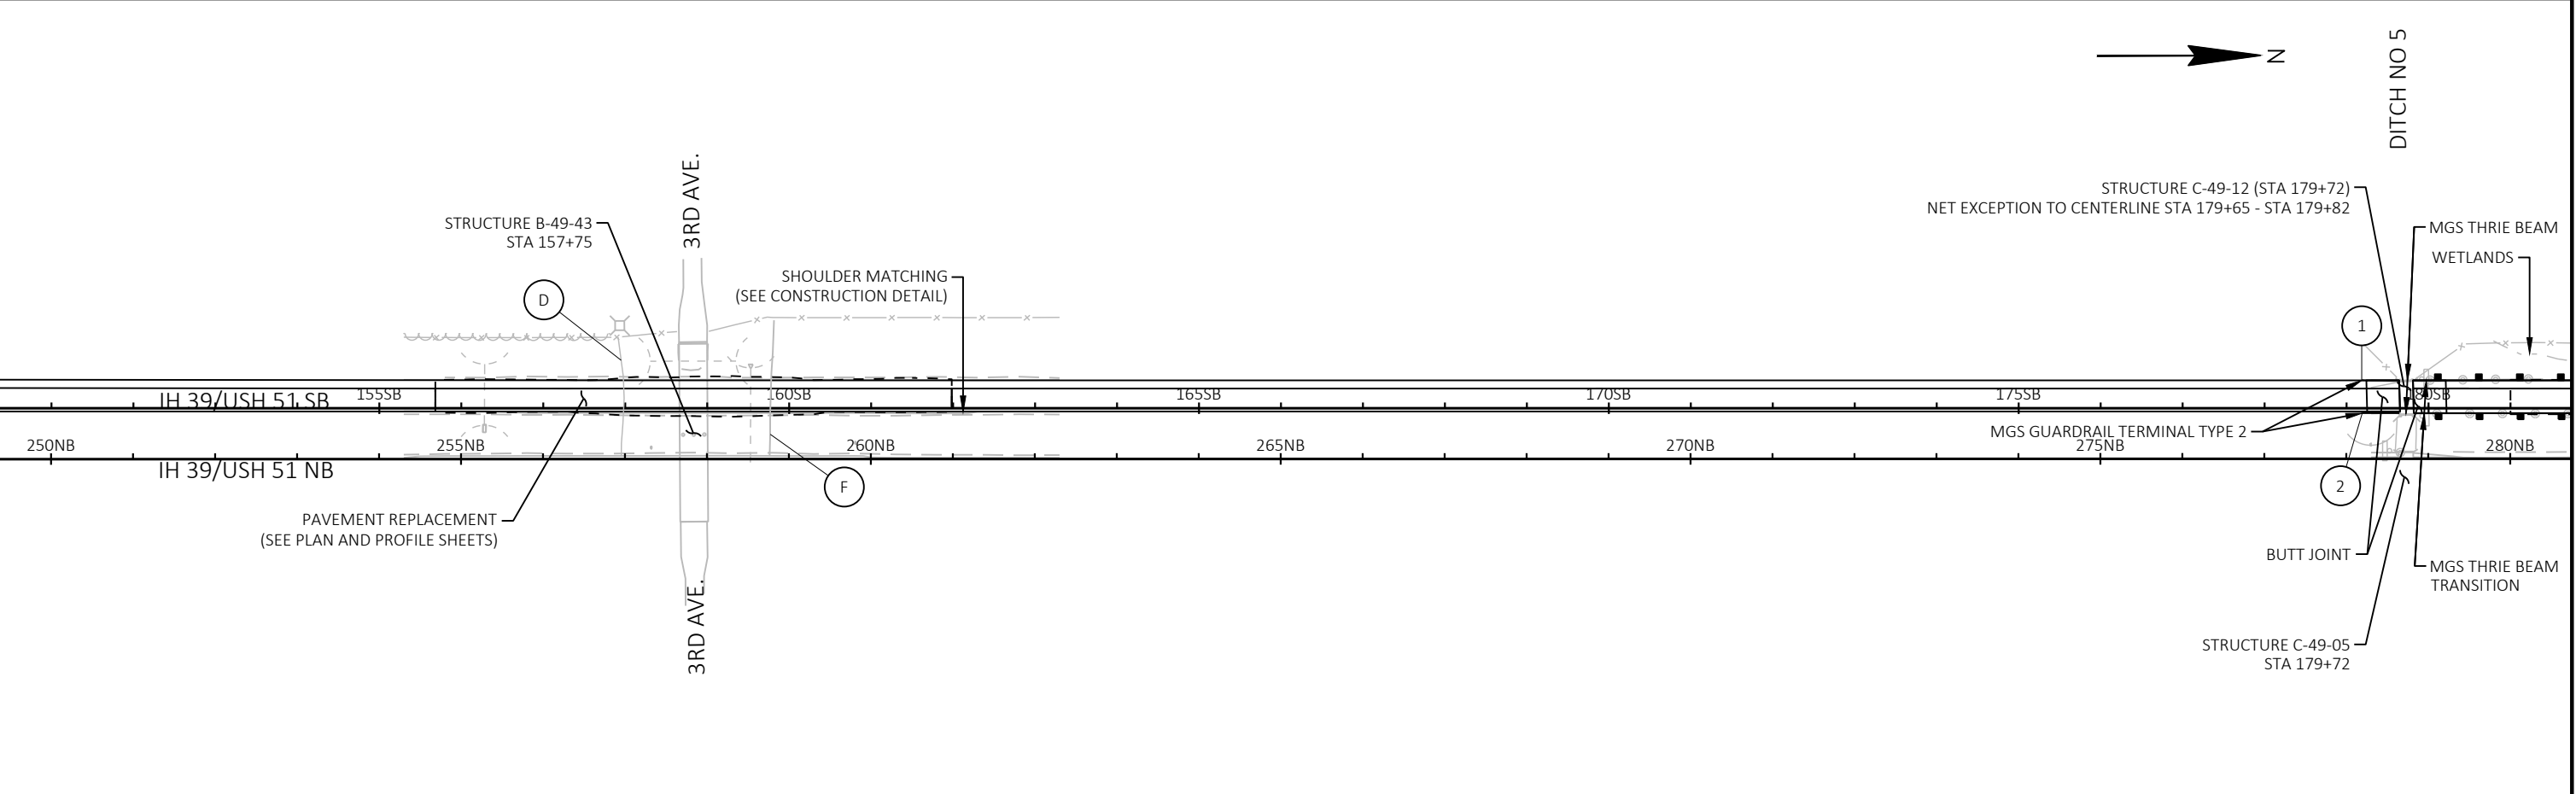 N
DITCH NO 5
3RD AVE.
STRUCTURE B-49-43
STA 157+75
D
SHOULDER MATCHING
(SEE CONSTRUCTION DETAIL)
STRUCTURE C-49-12 (STA 179+72)
NET EXCEPTION TO CENTERLINE STA 179+65 - STA 179+82
MGS THRIE BEAM
WETLANDS
1
155SB
160SB
165SB
170SB
175SB
180SB
IH 39/USH 51 SB
MGS GUARDRAIL TERMINAL TYPE 2
250NB
255NB
260NB
265NB
270NB
275NB
280NB
IH 39/USH 51 NB
F
2
PAVEMENT REPLACEMENT
(SEE PLAN AND PROFILE SHEETS)
BUTT JOINT
MGS THRIE BEAM
TRANSITION
3RD AVE.
STRUCTURE C-49-05
STA 179+72